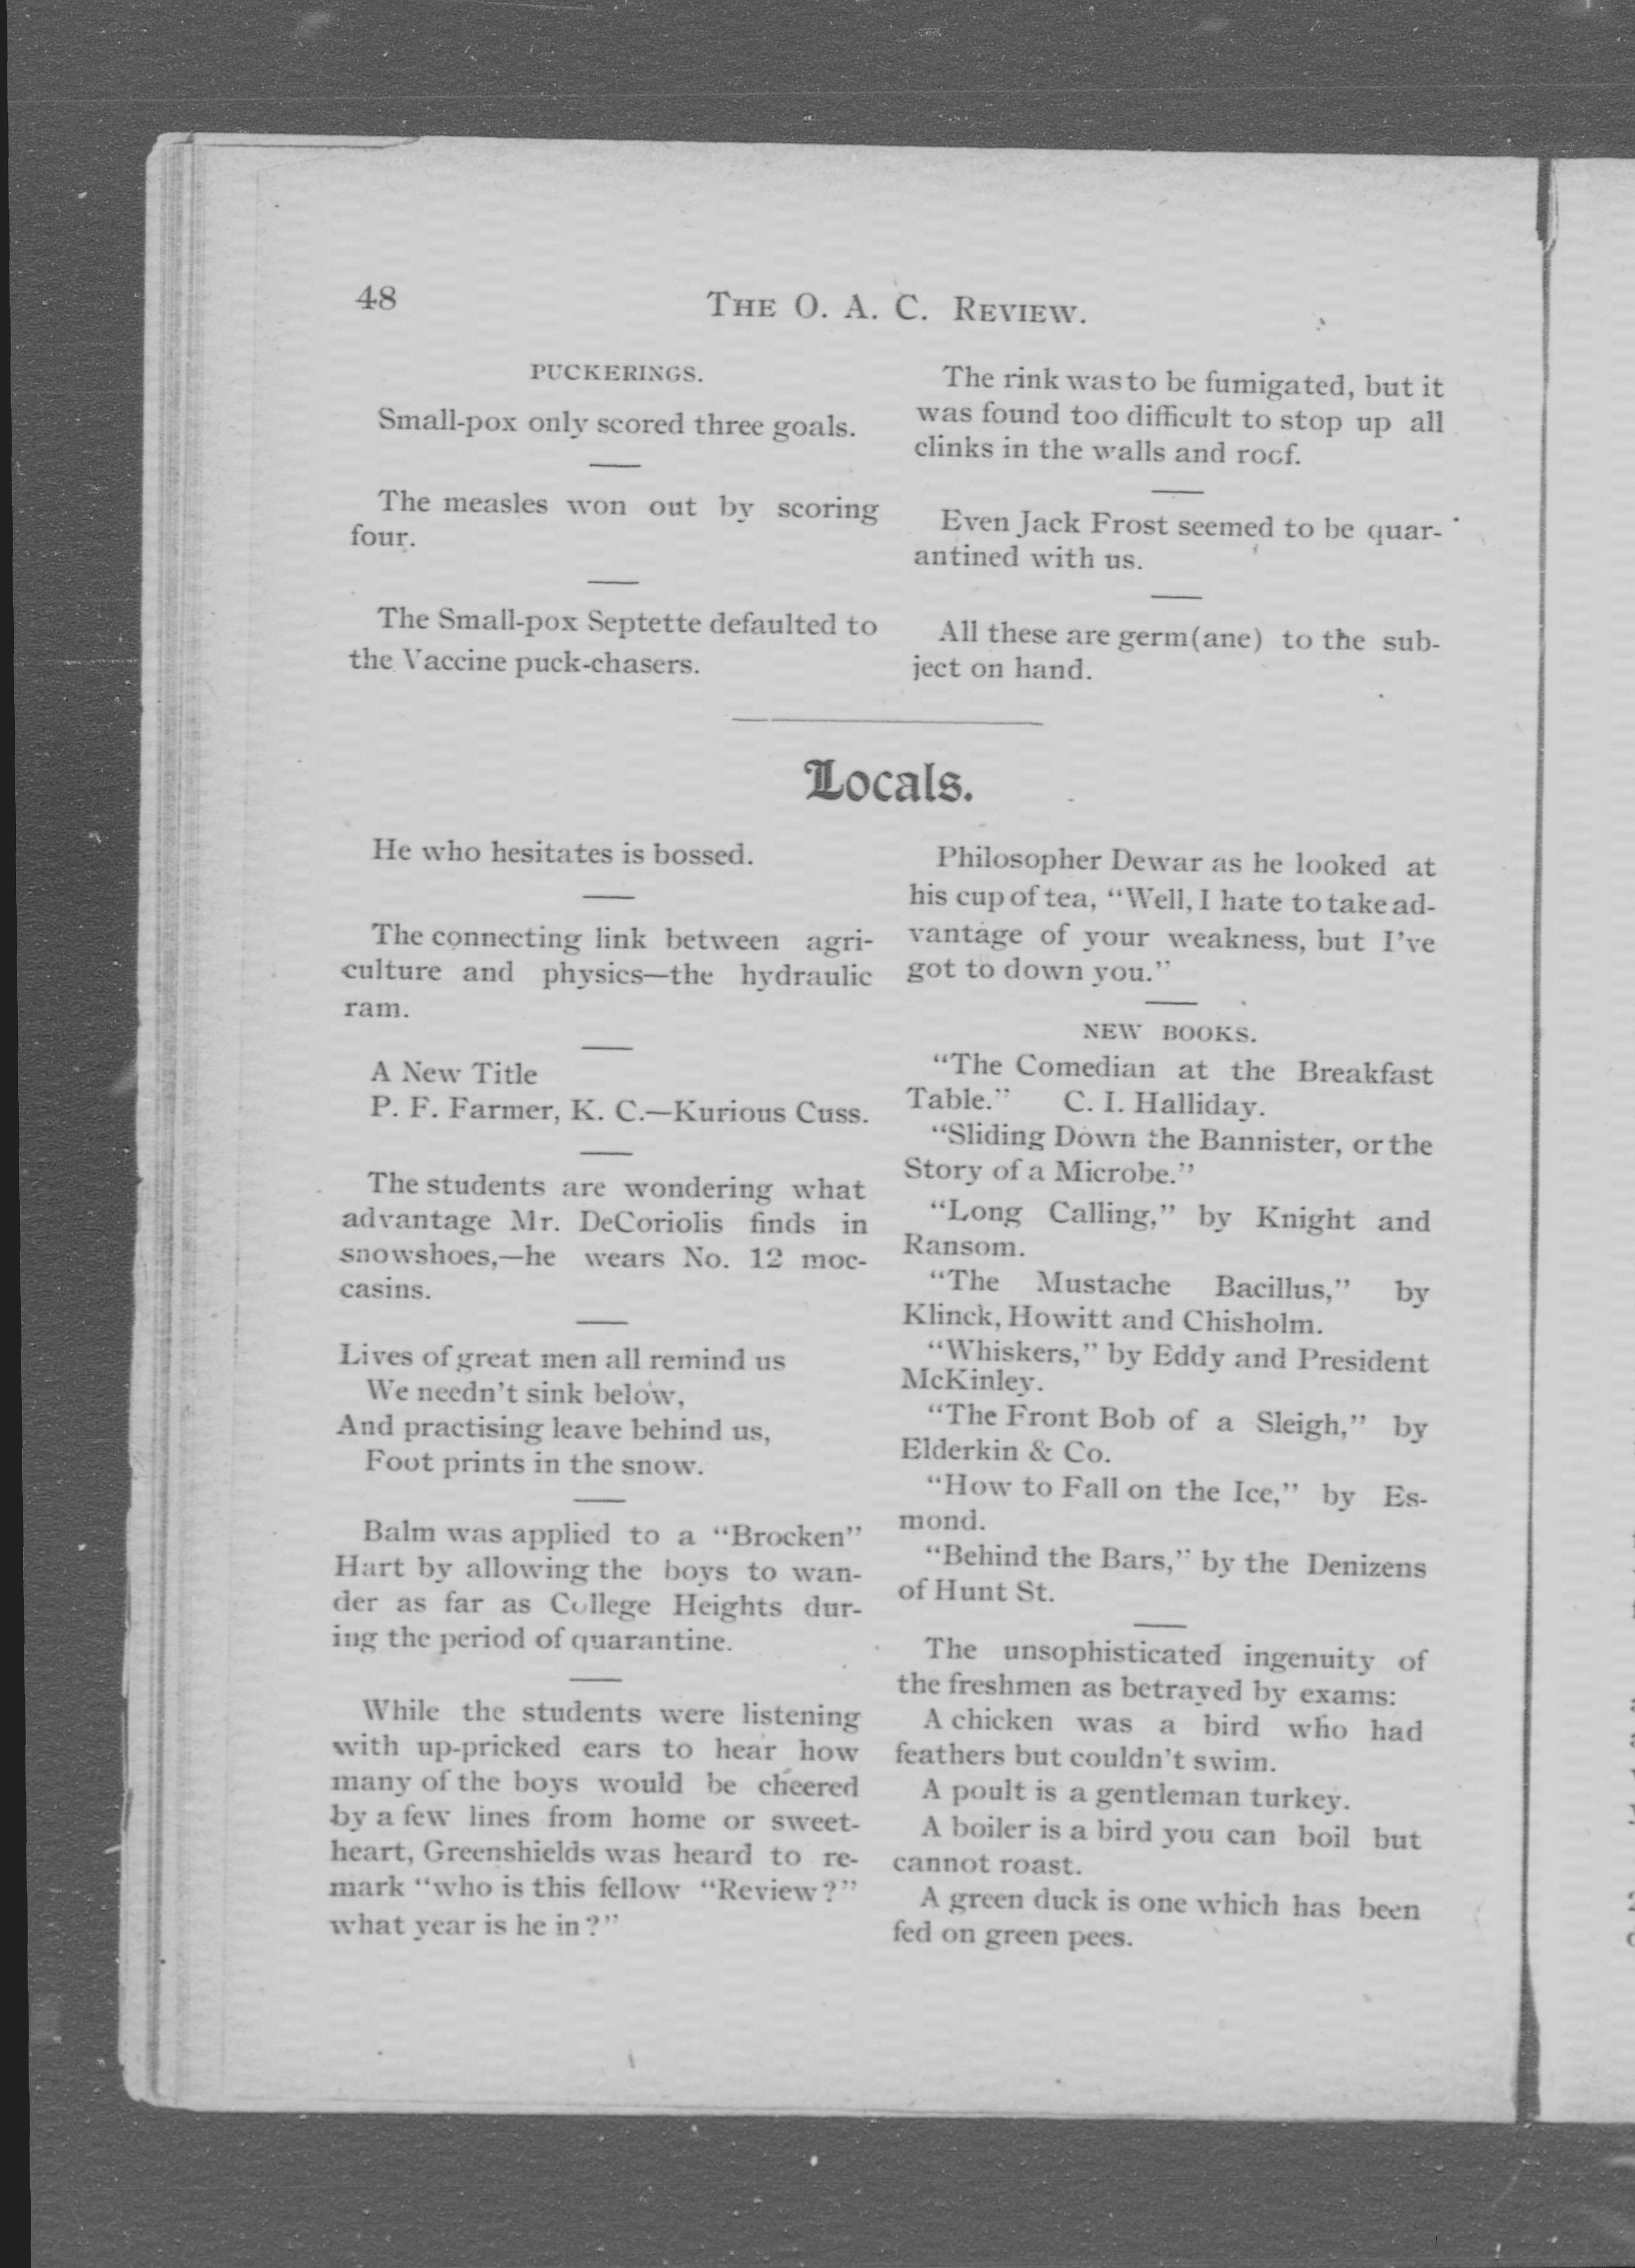 48
THE O. A. C. REVIEW.
PUCKERINGS.
Small-pox only scored three goals.
The measles won out by scoring
four.
The Small-pox Septette defaulted to
the Vaccine puck-chasers.
The rink was to be fumigated, but it
was found too difficult to stop up all
clinks in the walls and roof.
Even Jack Frost seemed to be quar-
antined with us.
All these are germ(ane) to the sub-
ject on hand.
Locals.
He who hesitates is bossed.
The connecting link between agri-
culture and physics—the hydraulic
ram.
A New Title
P. F. Farmer, K. C.—Kurious Cuss.
The students are wondering what
advantage Mr. DeCoriolis finds in
snowshoes,—he wears No. 12 moc-
casins.
Lives of great men all remind us
We needn't sink below,
And practising leave behind us,
Foot prints in the snow.
Balm was applied to a "Brocken"
Hart by allowing the boys to wan-
der as far as College Heights dur-
ing the period of quarantine.
While the students were listening
with up-pricked ears to hear how
many of the boys would be cheered
by a few lines from home or sweet-
heart, Greenshields was heard to re-
mark "who is this fellow "Review?"
what year is he in?"
Philosopher Dewar as he looked at
his cup of tea, "Well, I hate to take ad-
vantage of your weakness, but I've
got to down you."
NEW BOOKS.
"The Comedian at the Breakfast
Table." C. I. Halliday.
"Sliding Down the Bannister, or the
Story of a Microbe."
"Long Calling," by Knight and
Ransom.
"The Mustache Bacillus," by
Klinck, Howitt and Chisholm.
"Whiskers," by Eddy and President
McKinley.
"The Front Bob of a Sleigh," by
Elderkin & Co.
"How to Fall on the Ice," by Es-
mond.
"Behind the Bars," by the Denizens
of Hunt St.
The unsophisticated ingenuity of
the freshmen as betrayed by exams:
A chicken was a bird who had
feathers but couldn't swim.
A poult is a gentleman turkey.
A boiler is a bird you can boil but
cannot roast.
A green duck is one which has been
fed on green pees.